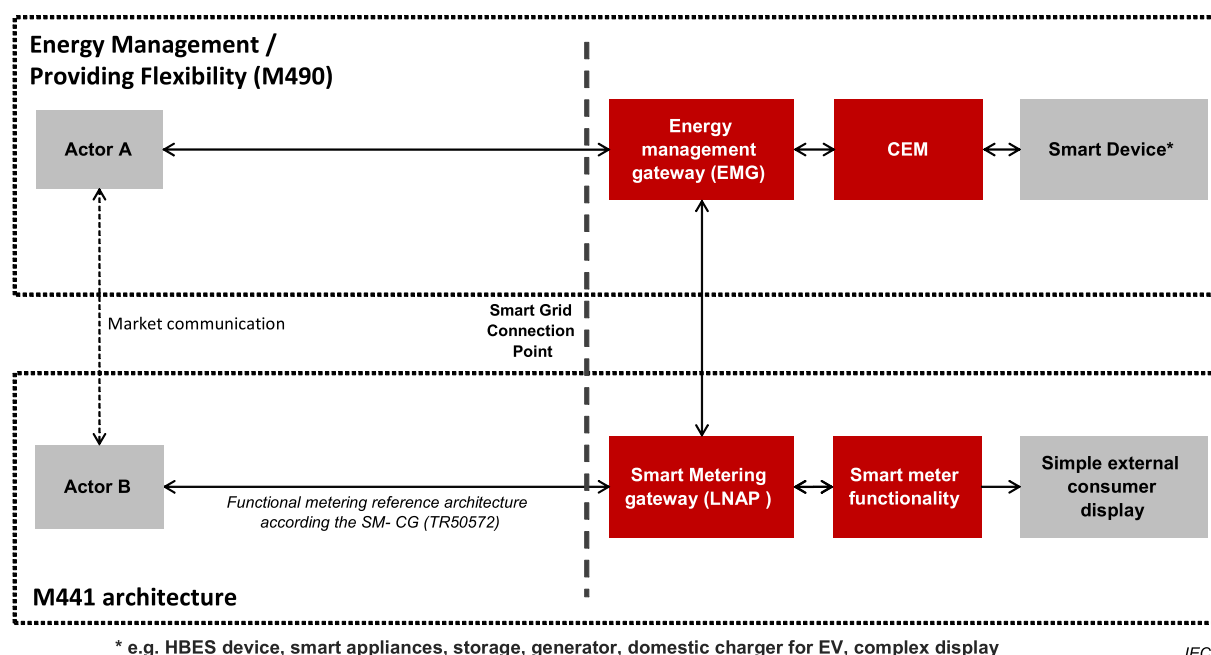 Energy Management /
Providing Flexibility (M490)
Actor A
Energy
management
gateway (EMG)
CEM
Smart Device*
Market communication
Smart Grid
Connection
Point
Actor B
Functional metering reference architecture
according the SM- CG (TR50572)
Smart Metering
gateway (LNAP )
Smart meter
functionality
Simple external
consumer
display
M441 architecture
* e.g. HBES device, smart appliances, storage, generator, domestic charger for EV, complex display
IEC